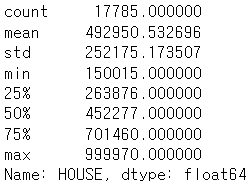 count 17785.000000
mean 492950.532696
std 252175.173507
min 150015.000000
25% 263876.000000
50% 452277.000000
75% 701460.000000
max 999970.000000
Name: HOUSE, dtype: float64